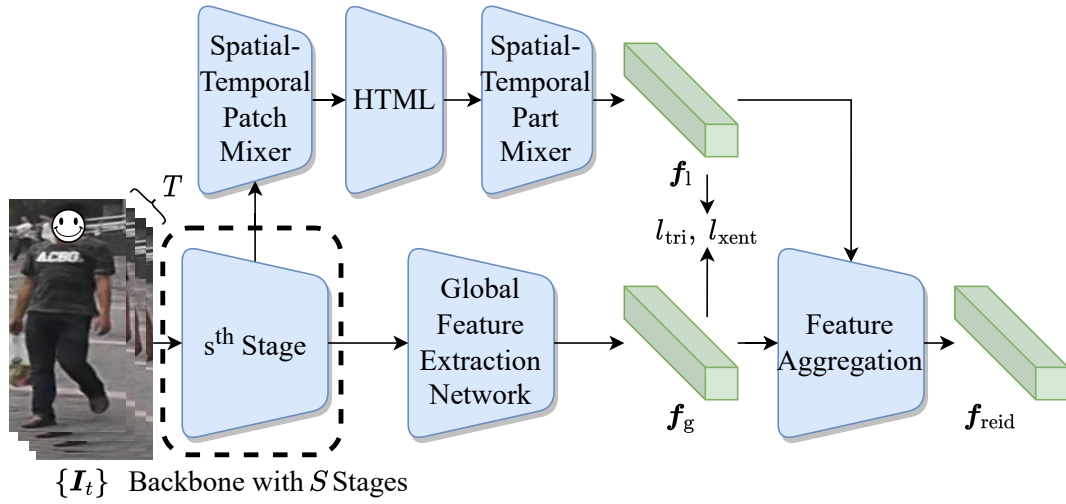 Spatial-
Temporal
Patch
Mixer
HTML
Spatial-
Temporal
Part
Mixer
f_l
T
l_tri, l_xent
ACBG
s^th Stage
Global
Feature
Extraction
Network
f_g
Feature
Aggregation
f_reid
{I_t} Backbone with S Stages